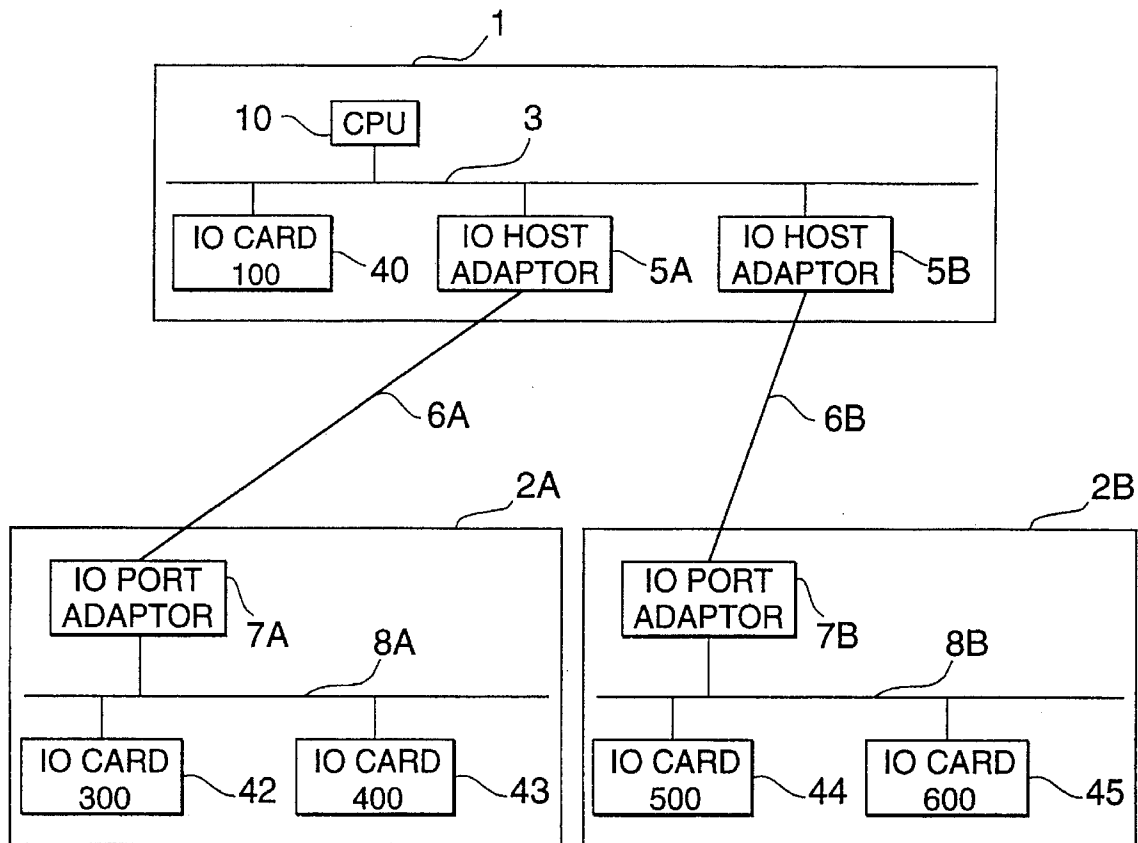 1
10
CPU
3
IO CARD
100
40
IO HOST
ADAPTOR
5A
IO HOST
ADAPTOR
5B
6A
6B
2A
2B
IO PORT
ADAPTOR
7A
IO PORT
ADAPTOR
7B
8A
8B
IO CARD
300
42
IO CARD
400
43
IO CARD
500
44
IO CARD
600
45